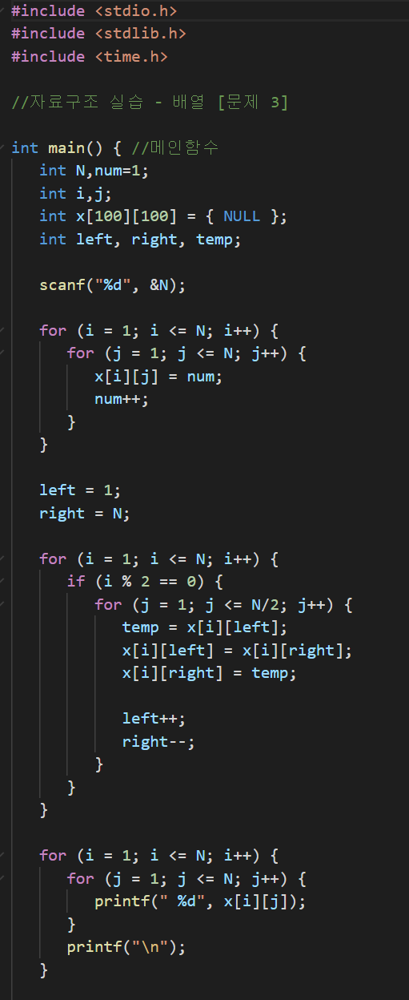 #include <stdio.h>
#include <stdlib.h>
#include <time.h>
//자료구조 실습 - 배열 [문제 3]
int main() { //메인함수
int N,num=1;
int i,j;
int x[100][100] = { NULL };
int left, right, temp;
scanf("%d", &N);
for (i = 1; i <= N; i++) {
for (j = 1; j <= N; j++) {
x[i][j] = num;
num++;
}
}
left = 1;
right = N;
for (i = 1; i <= N; i++) {
if (i % 2 == 0) {
for (j = 1; j <= N/2; j++) {
temp = x[i][left];
x[i][left] = x[i][right];
x[i][right] = temp;
left++;
right--;
}
}
}
for (i = 1; i <= N; i++) {
for (j = 1; j <= N; j++) {
printf(" %d", x[i][j]);
}
printf("\n");
}